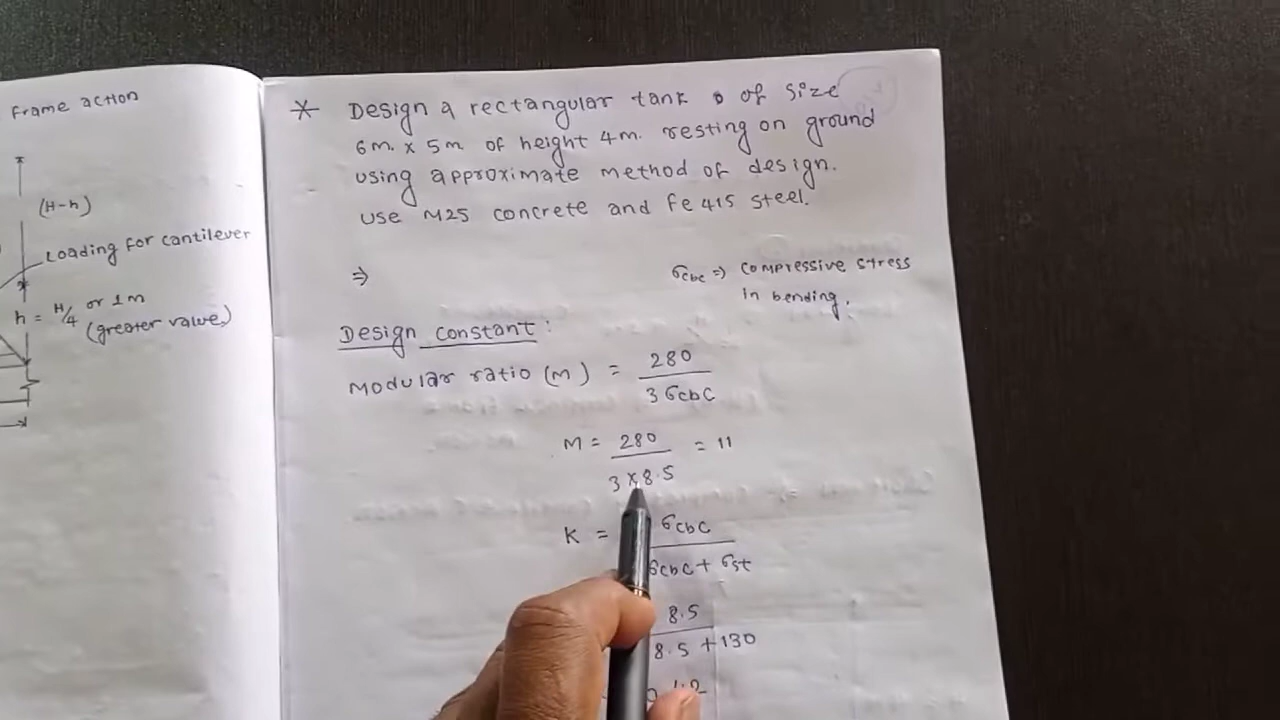 Frame action
(H-h)
Loading for cantilever
h = H/4 or 1m
(greater value)
* Design a rectangular tank of size
6m. x 5m of height 4m. resting on ground
using approximate method of design.
use M25 concrete and fe 415 steel.
⇒
σcbc ⇒ compressive stress
in bending.
Design constant:
Modular ratio (m) = 280
3σcbc
M = 280 = 11
3 x 8.5
K = σcbc
σcbc + σst
8.5
8.5 + 130